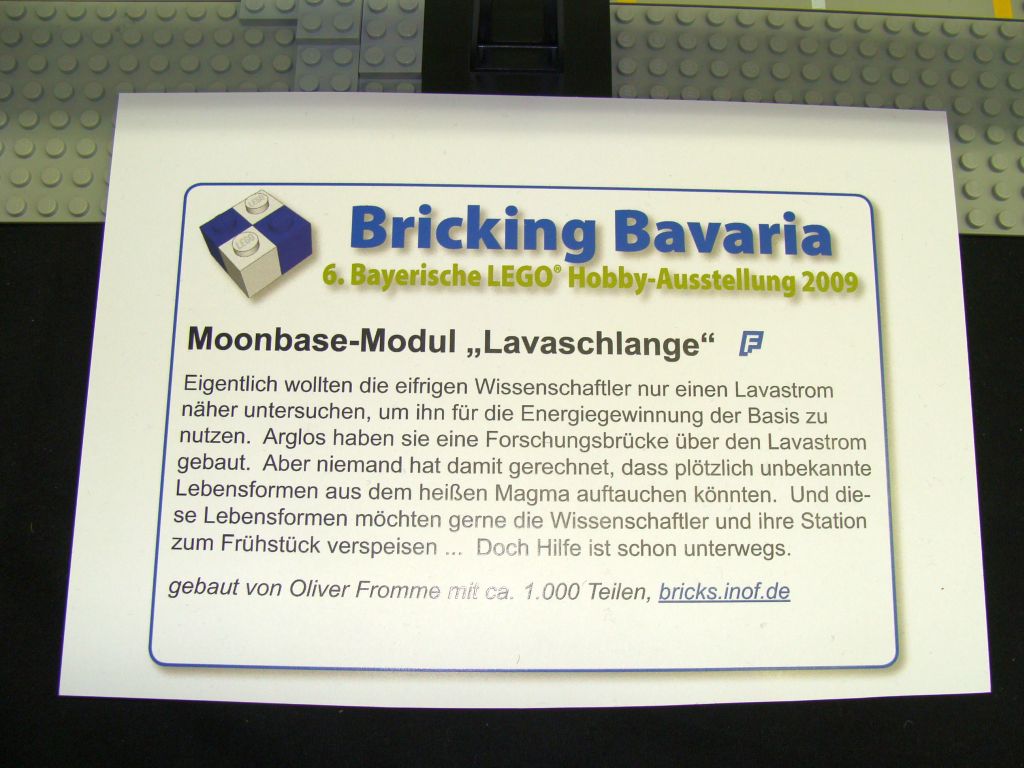 LEGO
LEGO
Bricking Bavaria
6. Bayerische LEGO® Hobby-Ausstellung 2009
Moonbase-Modul „Lavaschlange“ F
Eigentlich wollten die eifrigen Wissenschaftler nur einen Lavastrom
näher untersuchen, um ihn für die Energiegewinnung der Basis zu
nutzen. Arglos haben sie eine Forschungsbrücke über den Lavastrom
gebaut. Aber niemand hat damit gerechnet, dass plötzlich unbekannte
Lebensformen aus dem heißen Magma auftauchen könnten. Und die-
se Lebensformen möchten gerne die Wissenschaftler und ihre Station
zum Frühstück verspeisen ... Doch Hilfe ist schon unterwegs.
gebaut von Oliver Fromme mit ca. 1.000 Teilen, bricks.inof.de